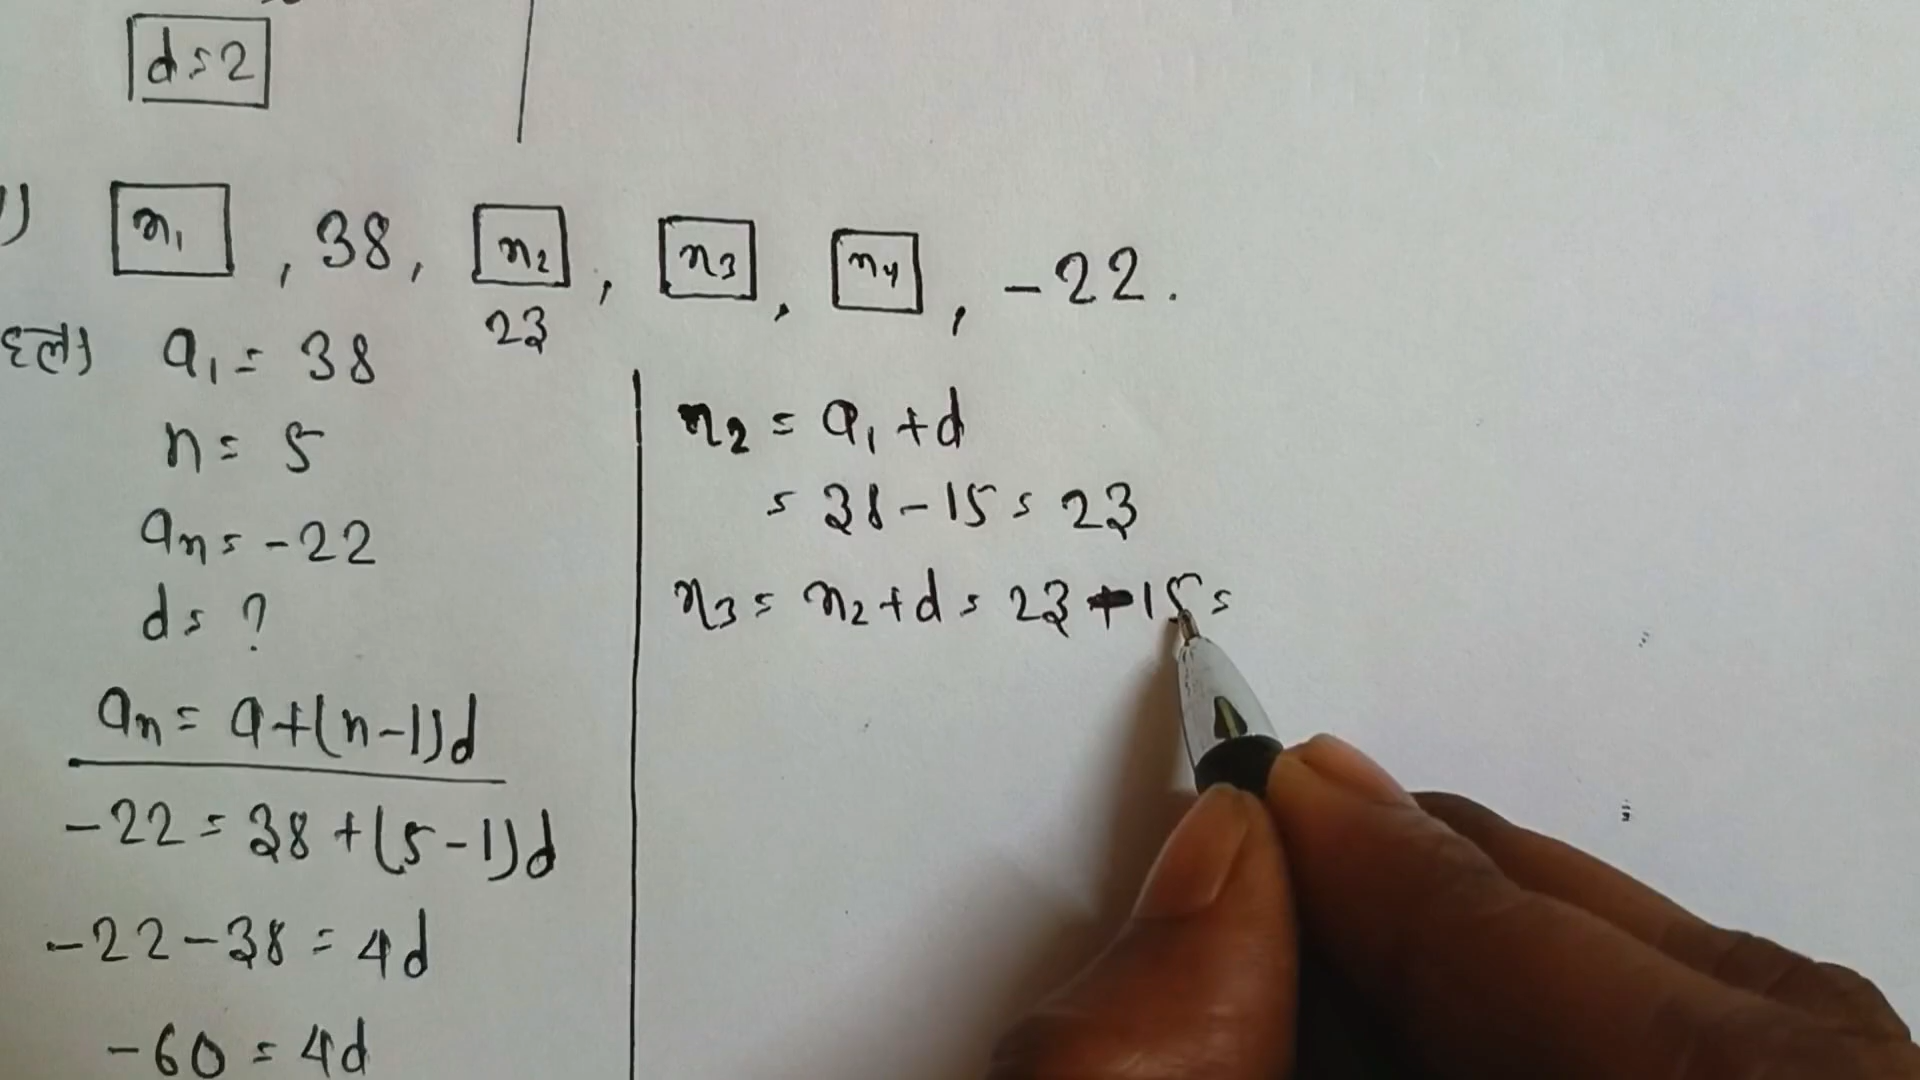 d = 2
x₁ , 38, x₂ , x₃ , x₄ , -22.
23
हल) a₁ = 38
n = 5
an = -22
d = ?
an = a+(n-1)d
-22 = 38 +(5-1)d
-22-38 = 4d
-60 = 4d
x₂ = a₁ +d
= 38-15 = 23
x₃ = x₂+d = 23-15 =